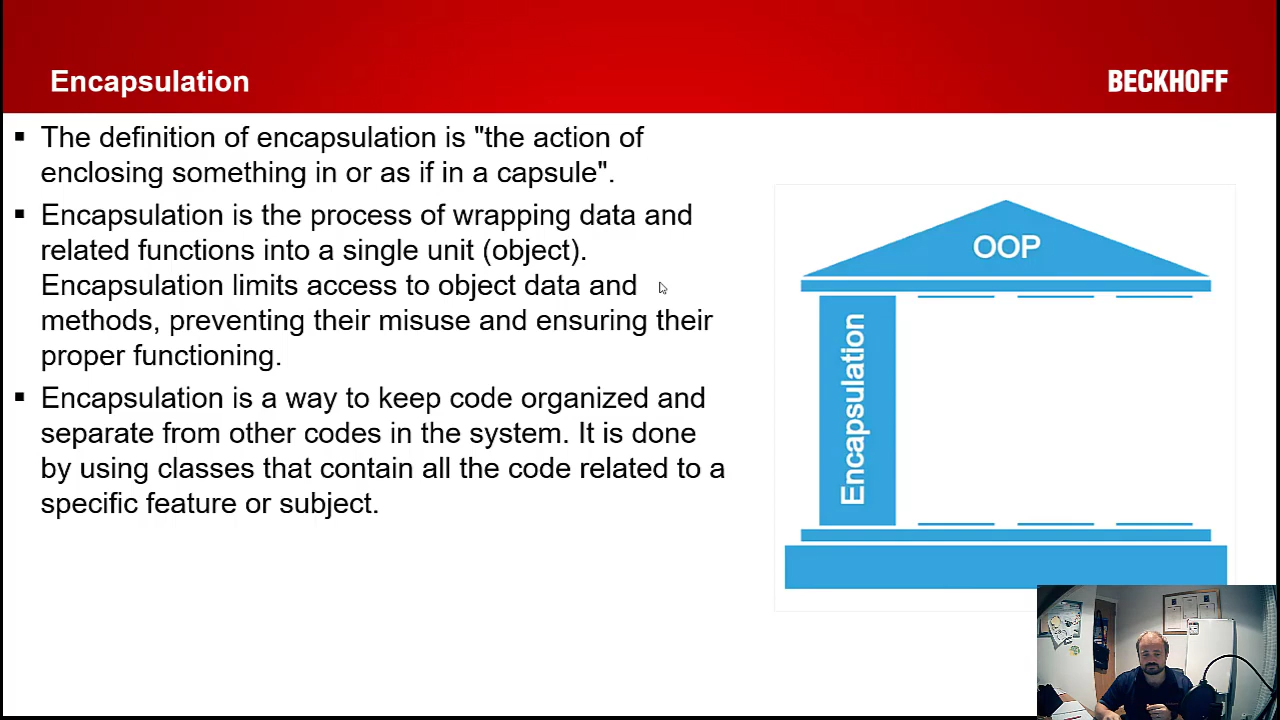 Encapsulation
BECKHOFF
▪ The definition of encapsulation is "the action of
enclosing something in or as if in a capsule".
▪ Encapsulation is the process of wrapping data and
related functions into a single unit (object).
Encapsulation limits access to object data and
methods, preventing their misuse and ensuring their
proper functioning.
▪ Encapsulation is a way to keep code organized and
separate from other codes in the system. It is done
by using classes that contain all the code related to a
specific feature or subject.
OOP
Encapsulation